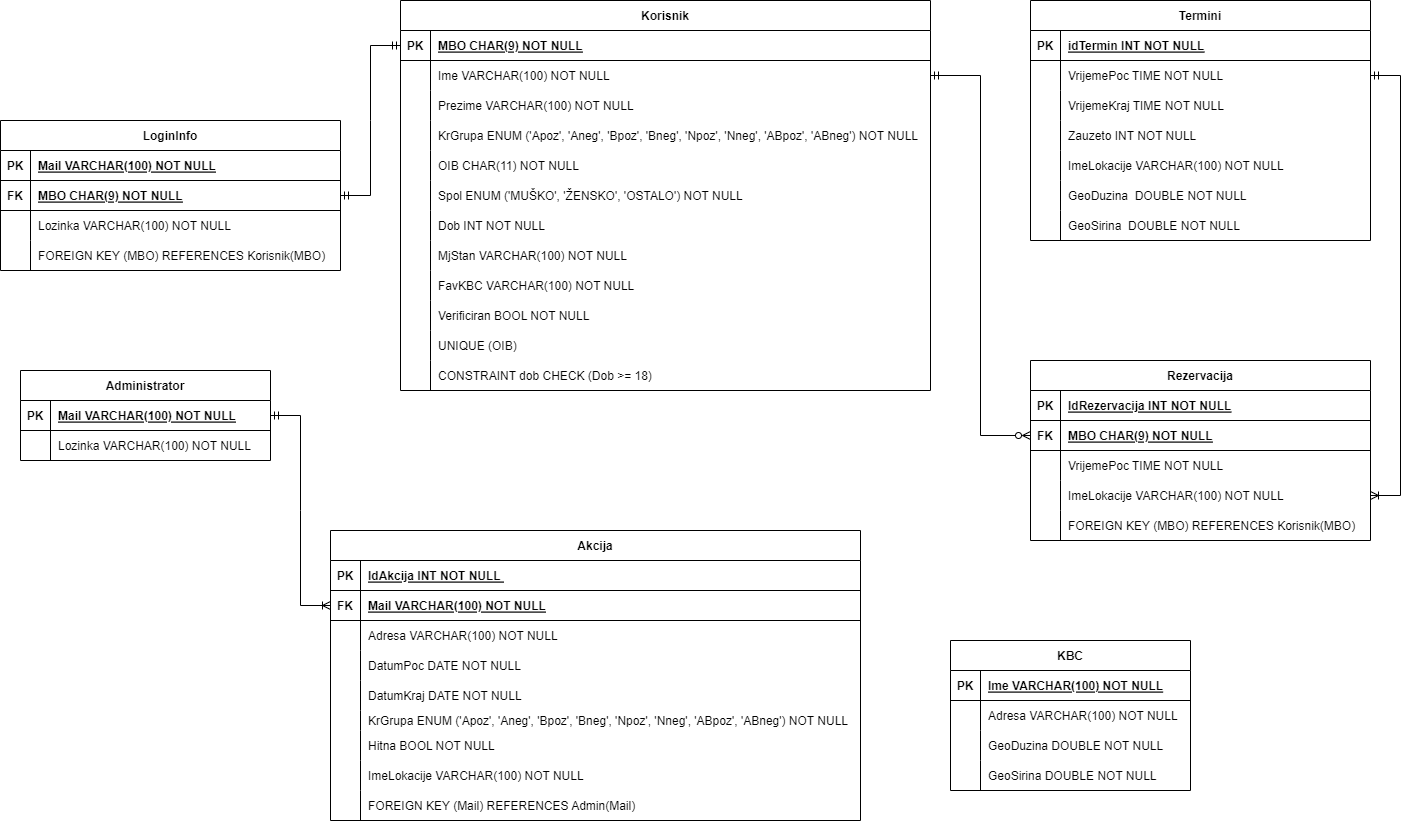 Korisnik
PK MBO CHAR(9) NOT NULL
Ime VARCHAR(100) NOT NULL
Prezime VARCHAR(100) NOT NULL
KrGrupa ENUM ('Apoz', 'Aneg', 'Bpoz', 'Bneg', 'Npoz', 'Nneg', 'ABpoz', 'ABneg') NOT NULL
OIB CHAR(11) NOT NULL
Spol ENUM ('MUŠKO', 'ŽENSKO', 'OSTALO') NOT NULL
Dob INT NOT NULL
MjStan VARCHAR(100) NOT NULL
FavKBC VARCHAR(100) NOT NULL
Verificiran BOOL NOT NULL
UNIQUE (OIB)
CONSTRAINT dob CHECK (Dob >= 18)
Termini
PK idTermin INT NOT NULL
VrijemePoc TIME NOT NULL
VrijemeKraj TIME NOT NULL
Zauzeto INT NOT NULL
ImeLokacije VARCHAR(100) NOT NULL
GeoDuzina DOUBLE NOT NULL
GeoSirina DOUBLE NOT NULL
LoginInfo
PK Mail VARCHAR(100) NOT NULL
FK MBO CHAR(9) NOT NULL
Lozinka VARCHAR(100) NOT NULL
FOREIGN KEY (MBO) REFERENCES Korisnik(MBO)
Administrator
PK Mail VARCHAR(100) NOT NULL
Lozinka VARCHAR(100) NOT NULL
Rezervacija
PK IdRezervacija INT NOT NULL
FK MBO CHAR(9) NOT NULL
VrijemePoc TIME NOT NULL
ImeLokacije VARCHAR(100) NOT NULL
FOREIGN KEY (MBO) REFERENCES Korisnik(MBO)
Akcija
PK IdAkcija INT NOT NULL
FK Mail VARCHAR(100) NOT NULL
Adresa VARCHAR(100) NOT NULL
DatumPoc DATE NOT NULL
DatumKraj DATE NOT NULL
KrGrupa ENUM ('Apoz', 'Aneg', 'Bpoz', 'Bneg', 'Npoz', 'Nneg', 'ABpoz', 'ABneg') NOT NULL
Hitna BOOL NOT NULL
ImeLokacije VARCHAR(100) NOT NULL
FOREIGN KEY (Mail) REFERENCES Admin(Mail)
KBC
PK Ime VARCHAR(100) NOT NULL
Adresa VARCHAR(100) NOT NULL
GeoDuzina DOUBLE NOT NULL
GeoSirina DOUBLE NOT NULL